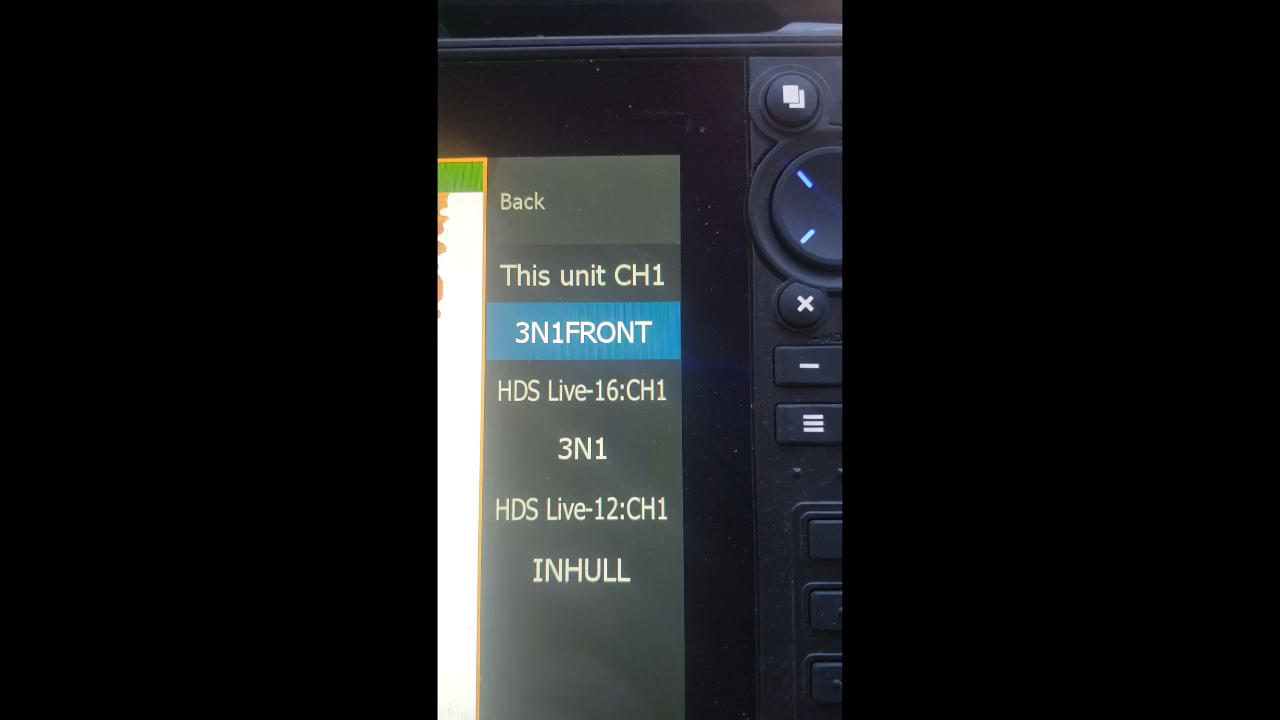 Back
This unit CH1
3N1FRONT
HDS Live-16:CH1
3N1
HDS Live-12:CH1
INHULL